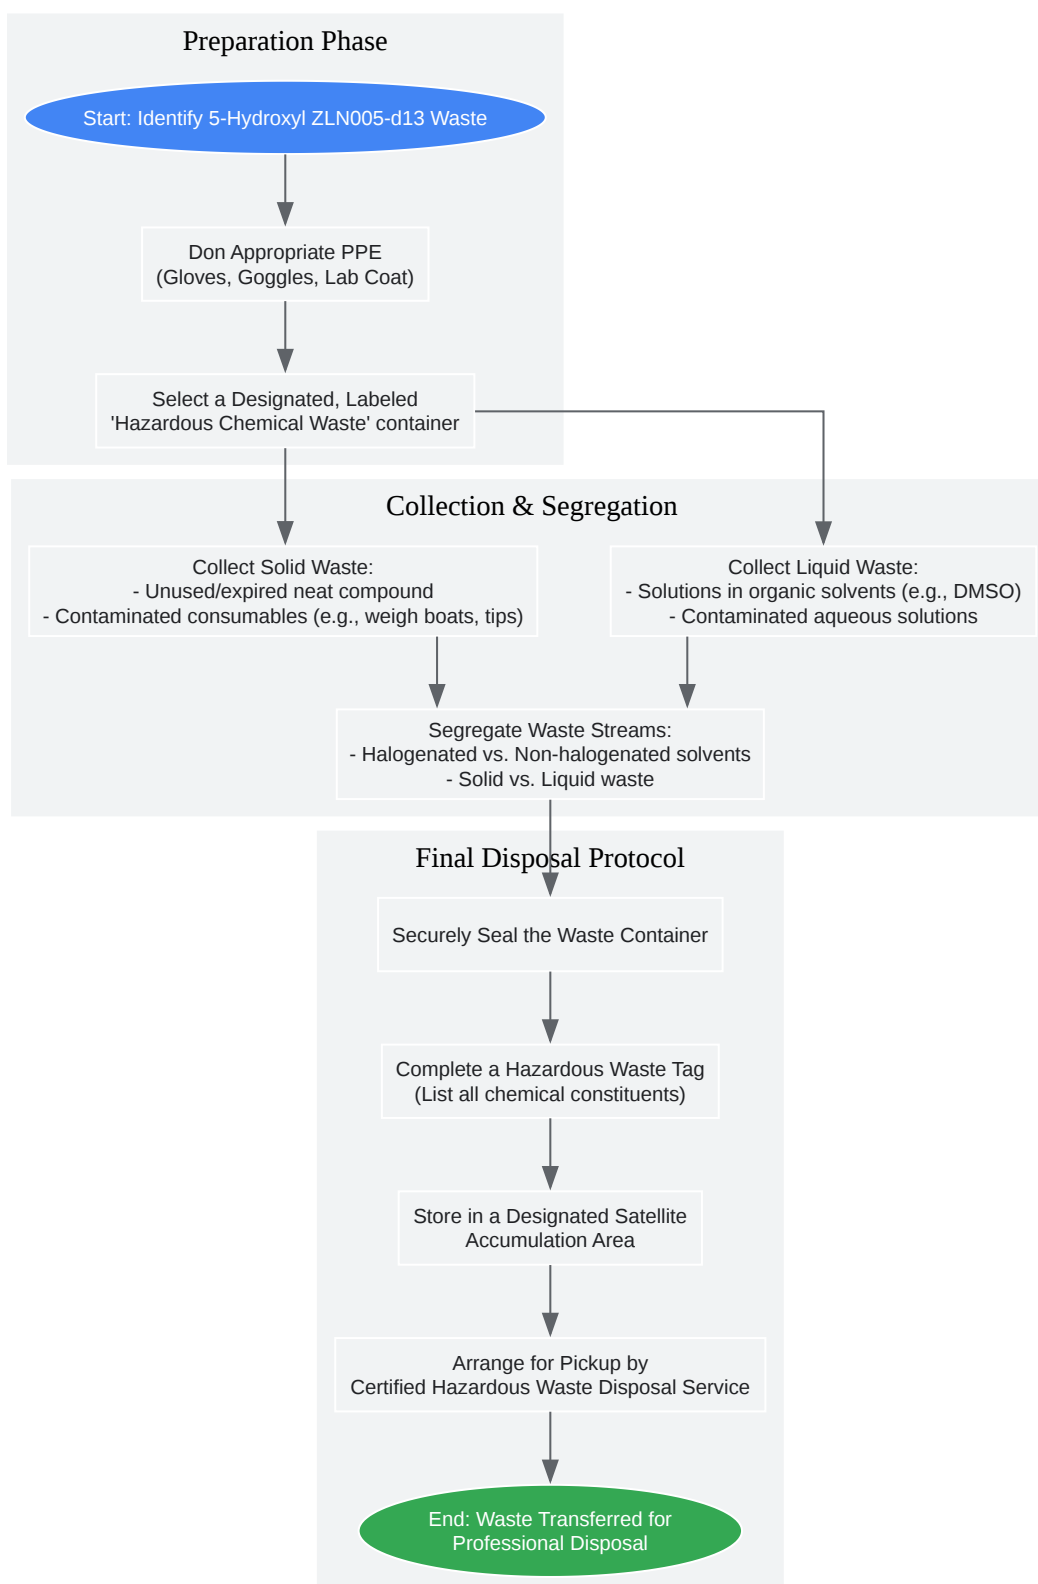 Preparation Phase
Start: Identify 5-Hydroxyl ZLN005-d13 Waste
Don Appropriate PPE
(Gloves, Goggles, Lab Coat)
Select a Designated, Labeled
'Hazardous Chemical Waste' container
Collection & Segregation
Collect Solid Waste:
- Unused/expired neat compound
- Contaminated consumables (e.g., weigh boats, tips)
Collect Liquid Waste:
- Solutions in organic solvents (e.g., DMSO)
- Contaminated aqueous solutions
Segregate Waste Streams:
- Halogenated vs. Non-halogenated solvents
- Solid vs. Liquid waste
Final Disposal Protocol
Securely Seal the Waste Container
Complete a Hazardous Waste Tag
(List all chemical constituents)
Store in a Designated Satellite
Accumulation Area
Arrange for Pickup by
Certified Hazardous Waste Disposal Service
End: Waste Transferred for
Professional Disposal